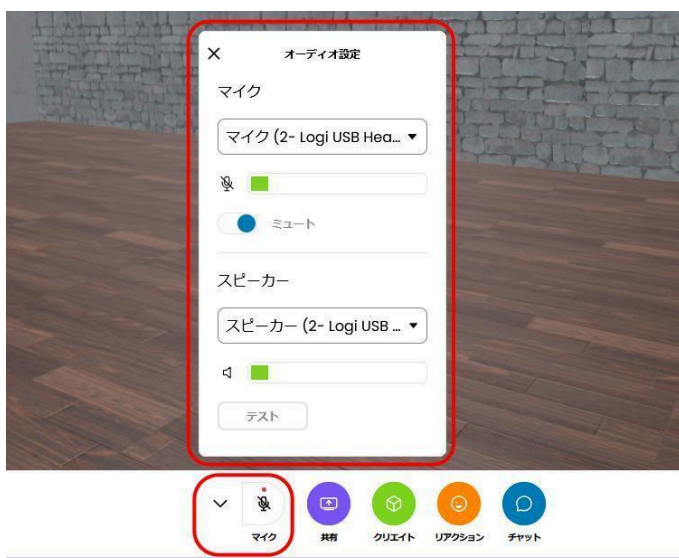 オーディオ設定
マイク
マイク (2- Logi USB Hea...
ミュート
スピーカー
スピーカー (2- Logi USB ...
テスト
マイク
共有
クリエイト
リアクション
チャット